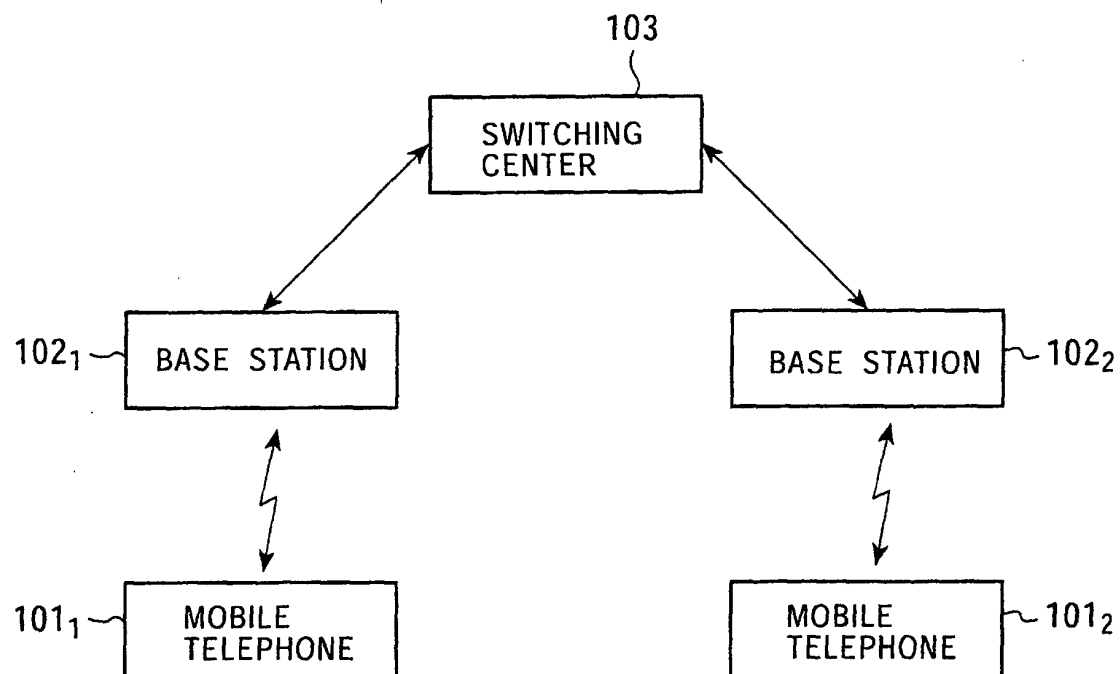 103
SWITCHING
CENTER
102₁
BASE STATION
BASE STATION
102₂
101₁
MOBILE
TELEPHONE
MOBILE
TELEPHONE
101₂